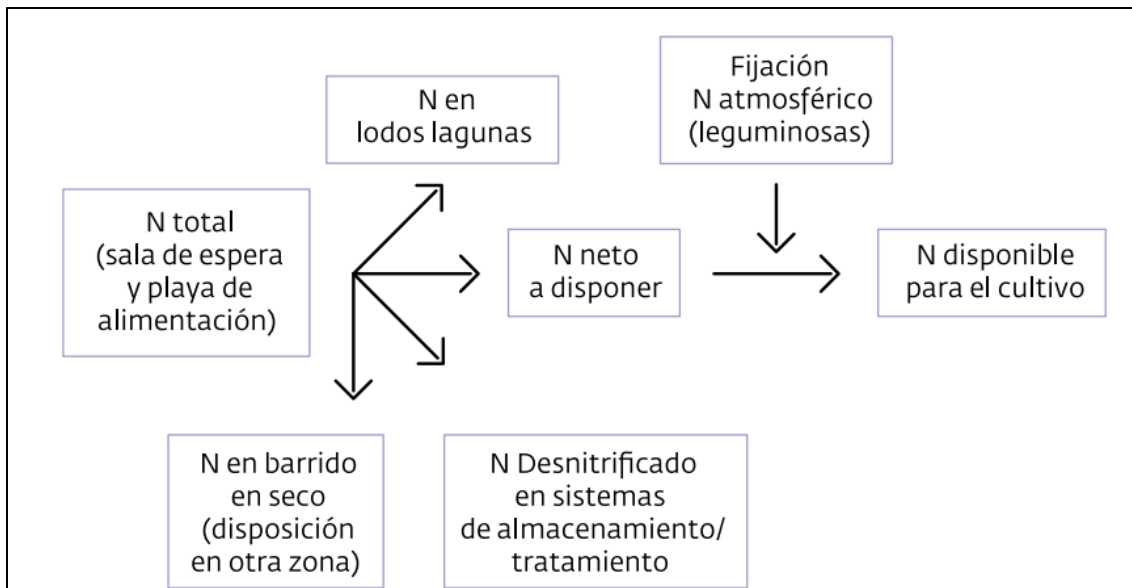 N en
lodos lagunas
Fijación
N atmosférico
(leguminosas)
N total
(sala de espera
y playa de
alimentación)
N neto
a disponer
N disponible
para el cultivo
N en barrido
en seco
(disposición
en otra zona)
N Desnitrificado
en sistemas
de almacenamiento/
tratamiento